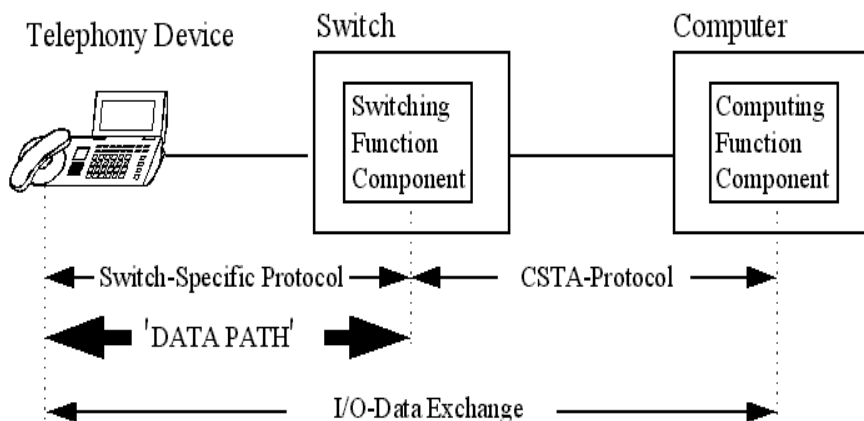 Telephony Device
Switch
Computer
Switching
Function
Component
Computing
Function
Component
Switch-Specific Protocol
CSTA-Protocol
'DATA PATH'
I/O-Data Exchange